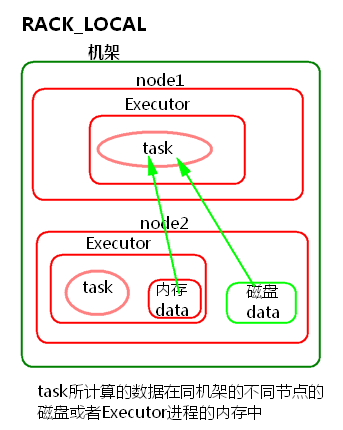 RACK_LOCAL
机架
node1
Executor
task
node2
Executor
task
内存
data
磁盘
data
task所计算的数据在同机架的不同节点的
磁盘或者Executor进程的内存中